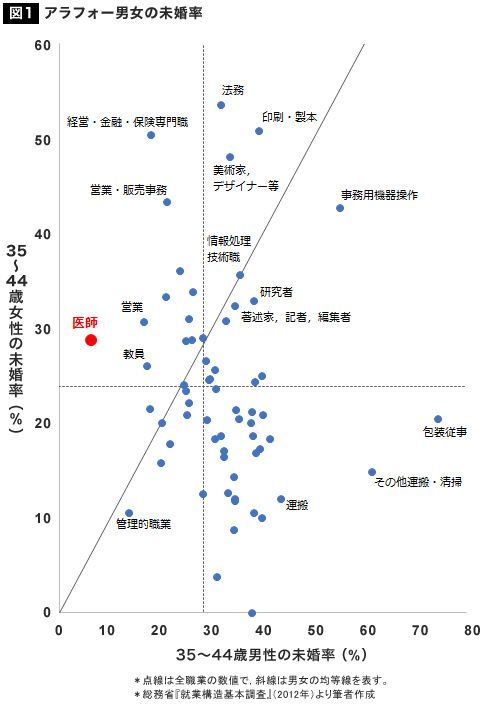 図1 アラフォー男女の未婚率
60
50
40
30
20
10
0
35〜44歳女性の未婚率（%）
法務
印刷・製本
経営・金融・保険専門職
美術家,
デザイナー等
営業・販売事務
事務用機器操作
情報処理
技術職
研究者
著述家，記者，編集者
営業
医師
教員
包装従事
その他運搬・清掃
運搬
管理的職業
0 10 20 30 40 50 60 70 80
35〜44歳男性の未婚率（%）
＊点線は全職業の数値で，斜線は男女の均等線を表す。
＊総務省『就業構造基本調査』（2012年）より筆者作成